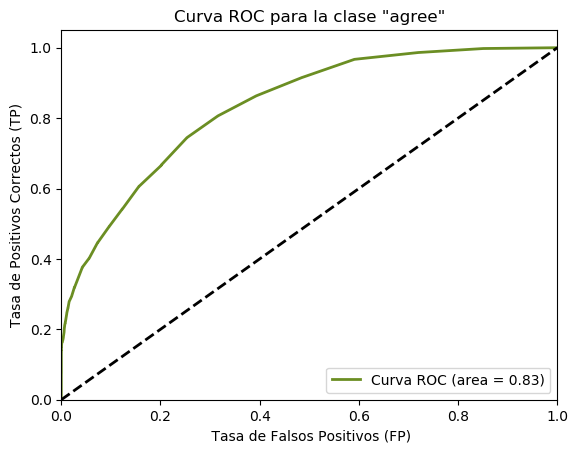 Curva ROC para la clase "agree"
Tasa de Positivos Correctos (TP)
1.0
0.8
0.6
0.4
0.2
0.0
0.0 0.2 0.4 0.6 0.8 1.0
Curva ROC (area = 0.83)
Tasa de Falsos Positivos (FP)